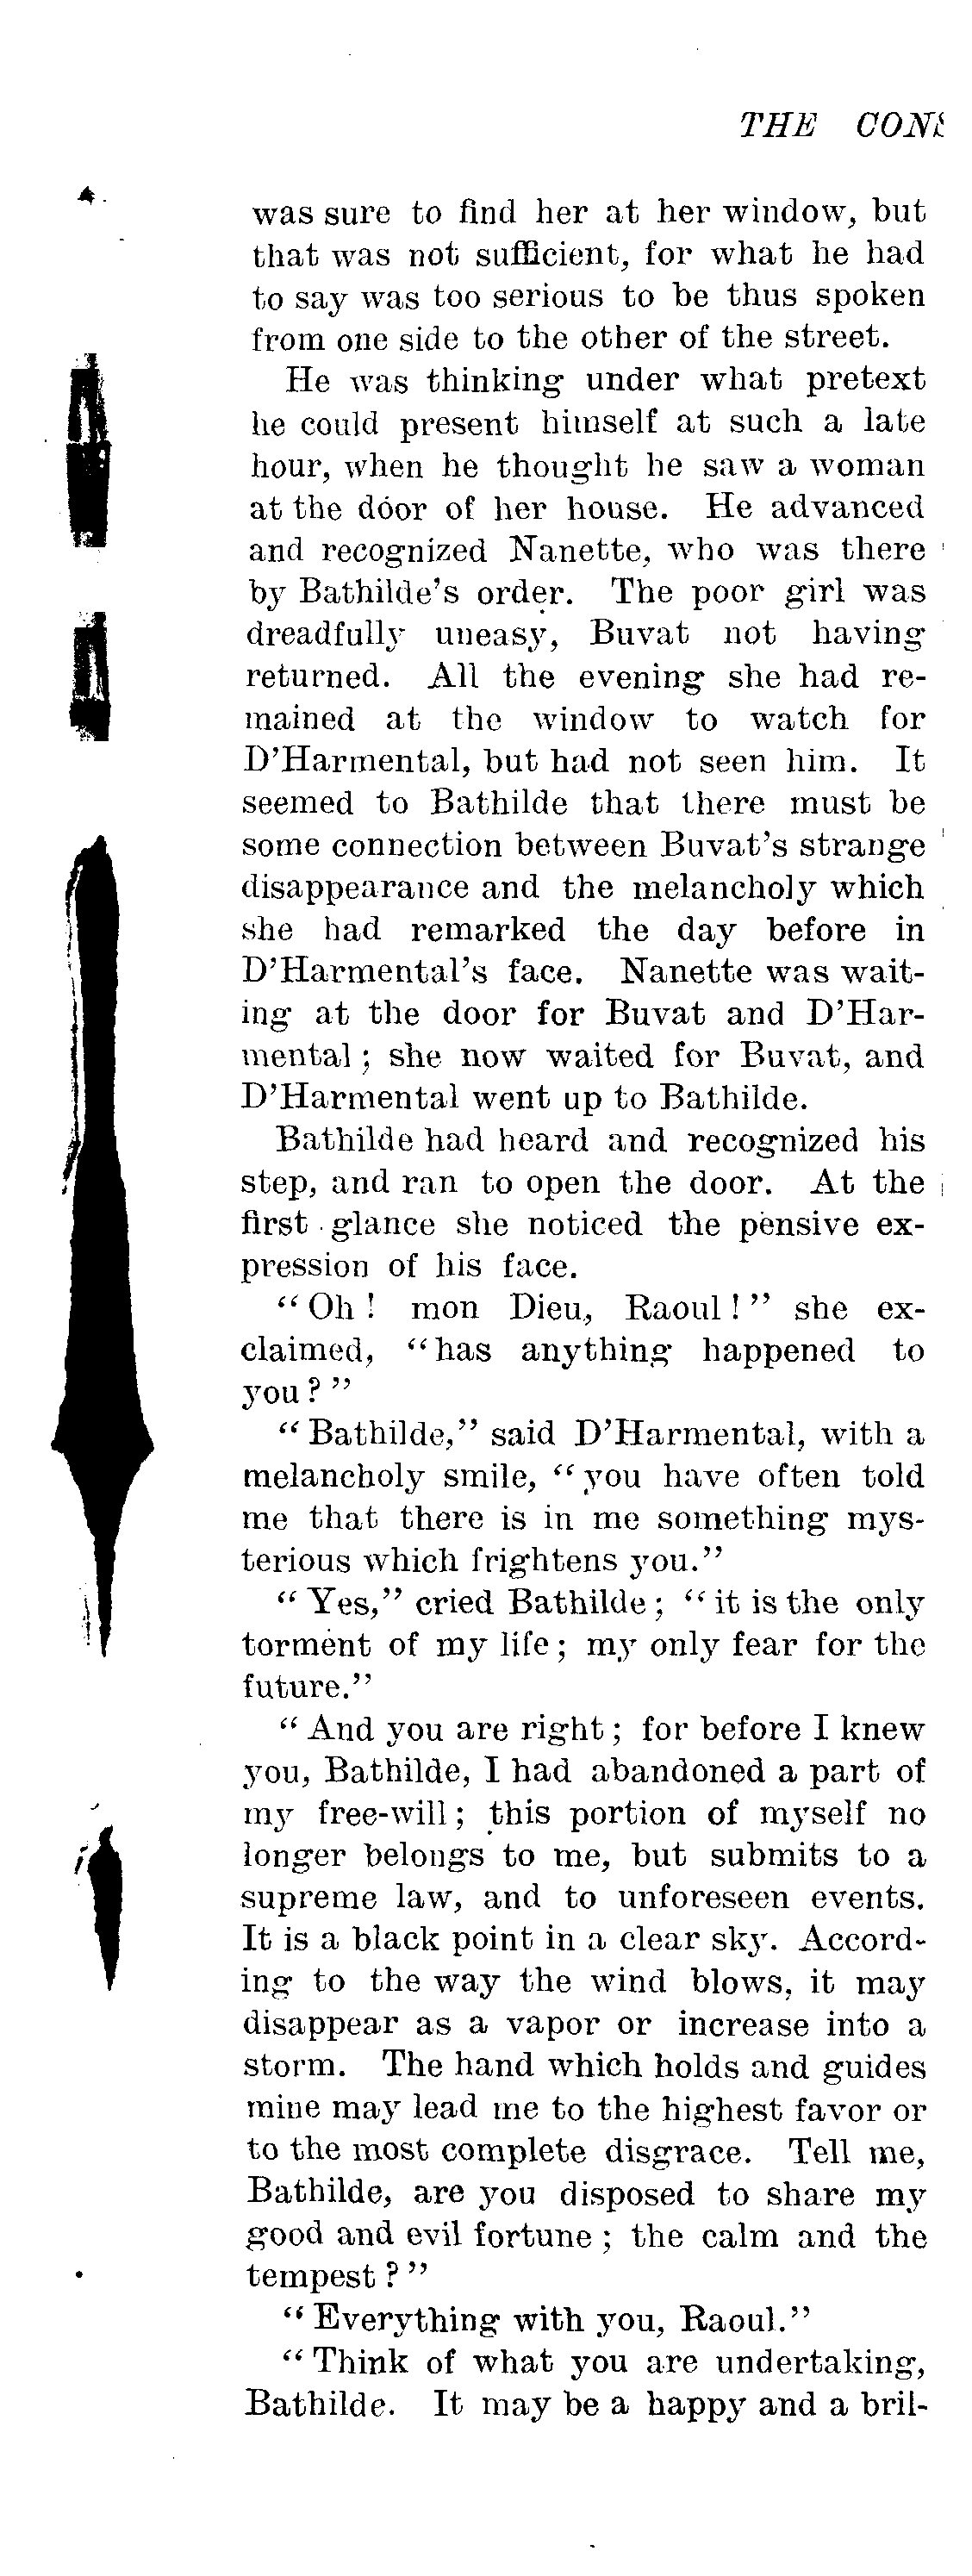 THE CONS
was sure to find her at her window, but
that was not sufficient, for what he had
to say was too serious to be thus spoken
from one side to the other of the street.
He was thinking under what pretext
he could present himself at such a late
hour, when he thought he saw a woman
at the door of her house. He advanced
and recognized Nanette, who was there
by Bathilde's order. The poor girl was
dreadfully uneasy, Buvat not having
returned. All the evening she had re-
mained at the window to watch for
D'Harmental, but had not seen him. It
seemed to Bathilde that there must be
some connection between Buvat's strange
disappearance and the melancholy which
she had remarked the day before in
D'Harmental's face. Nanette was wait-
ing at the door for Buvat and D'Har-
mental; she now waited for Buvat, and
D'Harmental went up to Bathilde.
Bathilde had heard and recognized his
step, and ran to open the door. At the
first glance she noticed the pensive ex-
pression of his face.
"Oh! mon Dieu, Raoul!" she ex-
claimed, "has anything happened to
you?"
"Bathilde," said D'Harmental, with a
melancholy smile, "you have often told
me that there is in me something mys-
terious which frightens you."
"Yes," cried Bathilde; "it is the only
torment of my life; my only fear for the
future."
"And you are right; for before I knew
you, Bathilde, I had abandoned a part of
my free-will; this portion of myself no
longer belongs to me, but submits to a
supreme law, and to unforeseen events.
It is a black point in a clear sky. Accord-
ing to the way the wind blows, it may
disappear as a vapor or increase into a
storm. The hand which holds and guides
mine may lead me to the highest favor or
to the most complete disgrace. Tell me,
Bathilde, are you disposed to share my
good and evil fortune; the calm and the
tempest?"
"Everything with you, Raoul."
"Think of what you are undertaking,
Bathilde. It may be a happy and a bril-